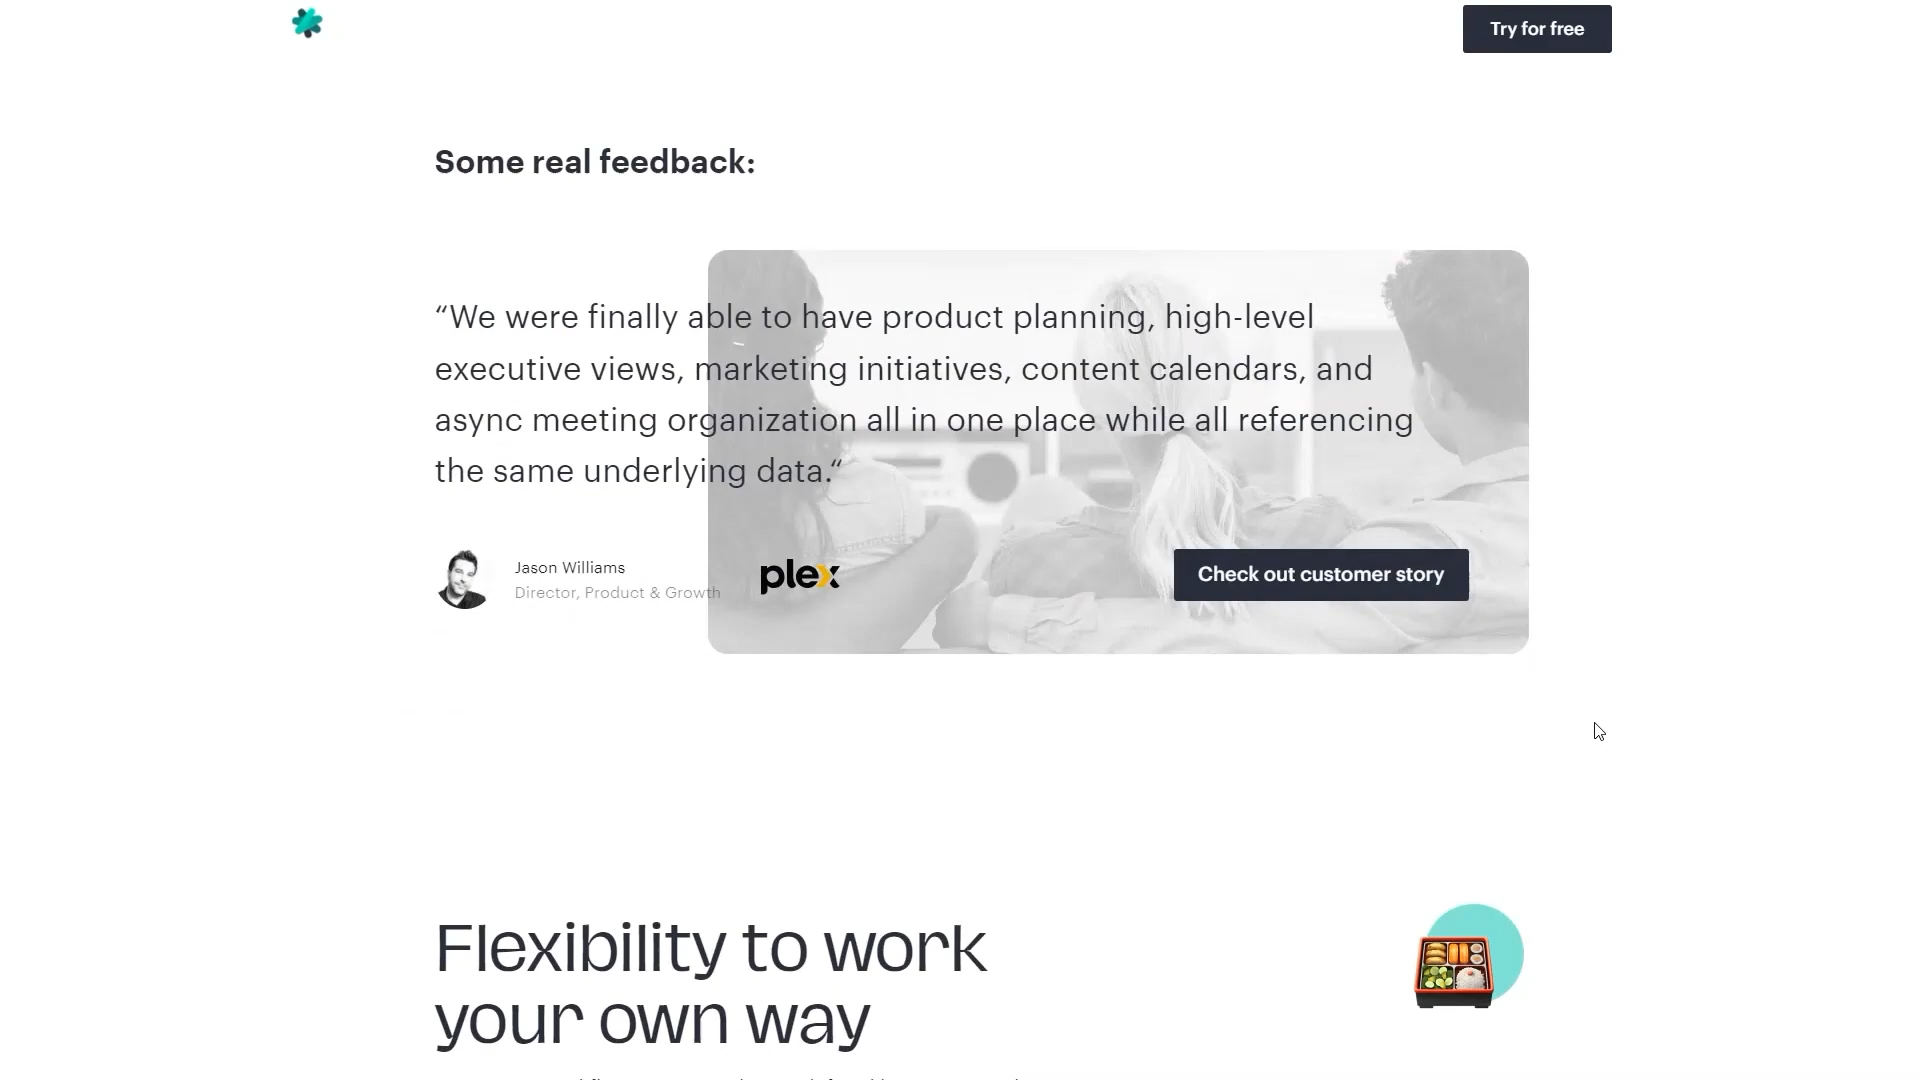 Try for free
Some real feedback:
“We were finally able to have product planning, high-level
executive views, marketing initiatives, content calendars, and
async meeting organization all in one place while all referencing
the same underlying data.“
Jason Williams
Director, Product & Growth
plex
Check out customer story
Flexibility to work
your own way